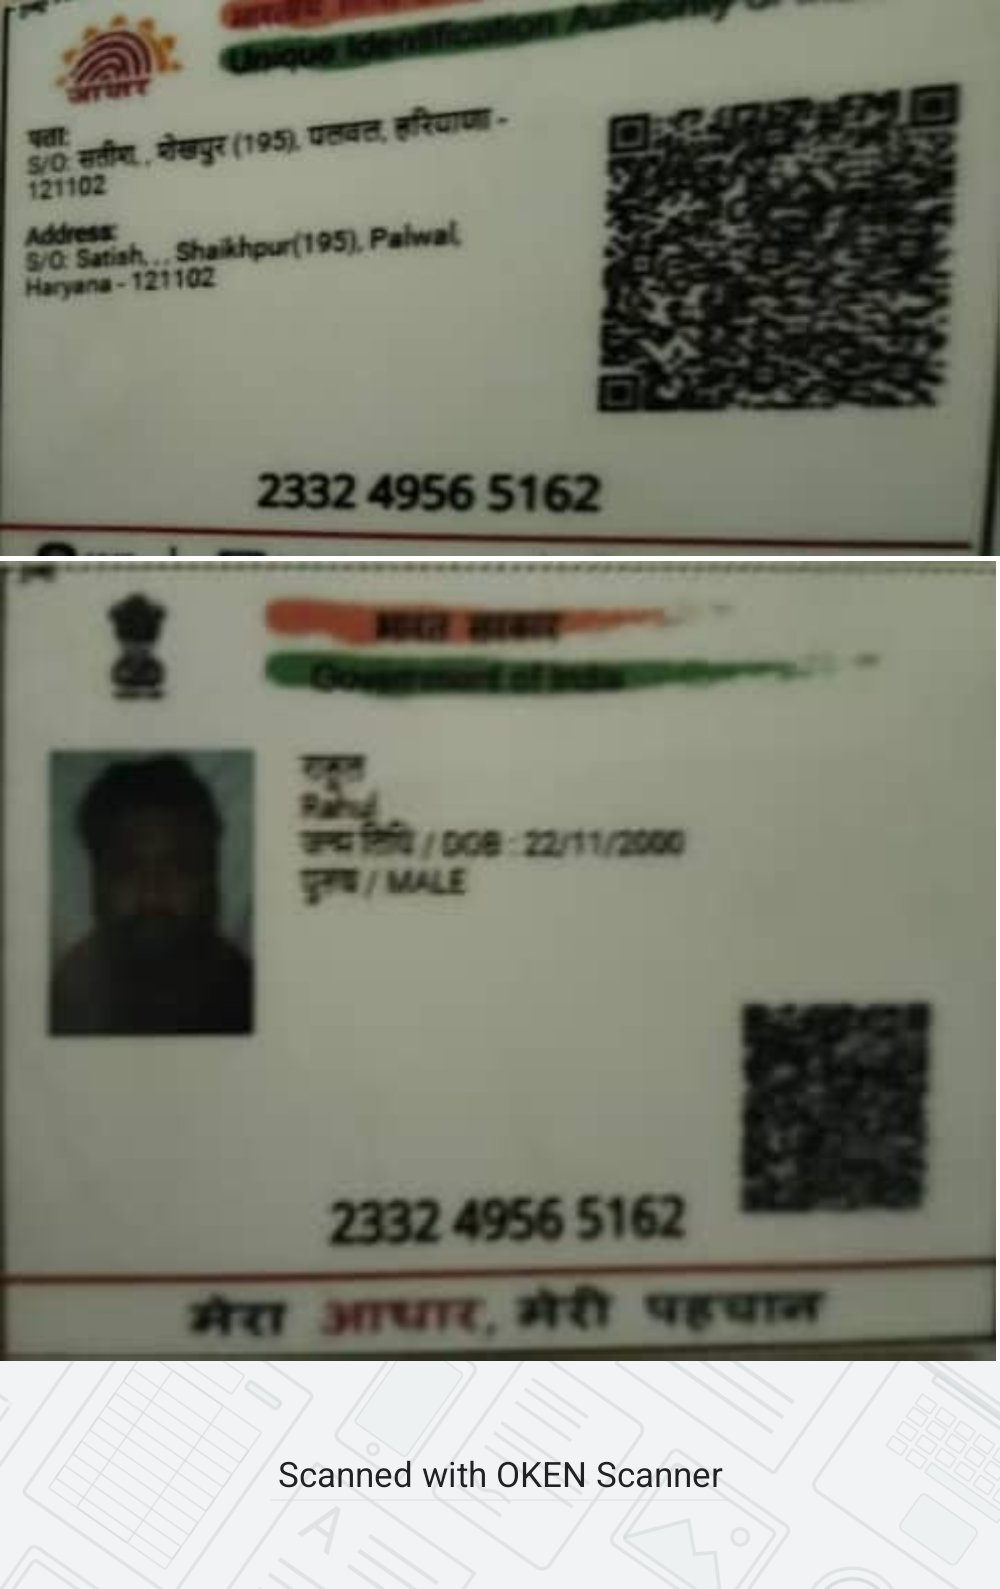 Unique Identification Authority of India
आधार
पता:
S/O: सतीश, , शेखपुर (195), पलवल, हरियाणा -
121102
Address:
S/O: Satish, , , Shaikhpur(195), Palwal,
Haryana - 121102
2332 4956 5162
भारत सरकार
Government of India
राहुल
Rahul
जन्म तिथि / DOB : 22/11/2000
पुरुष / MALE
2332 4956 5162
मेरा आधार, मेरी पहचान
Scanned with OKEN Scanner